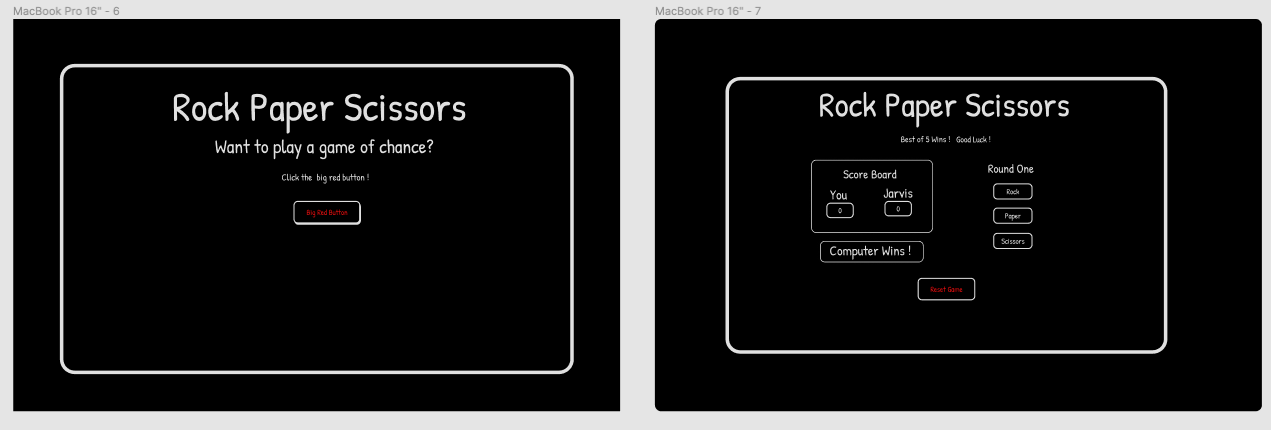 MacBook Pro 16" - 6
Rock Paper Scissors
Want to play a game of chance?
Click the big red button !
Big Red Button
MacBook Pro 16" - 7
Rock Paper Scissors
Best of 5 Wins ! Good Luck !
Score Board
You
Jarvis
0
0
Computer Wins !
Round One
Rock
Paper
Scissors
Reset Game